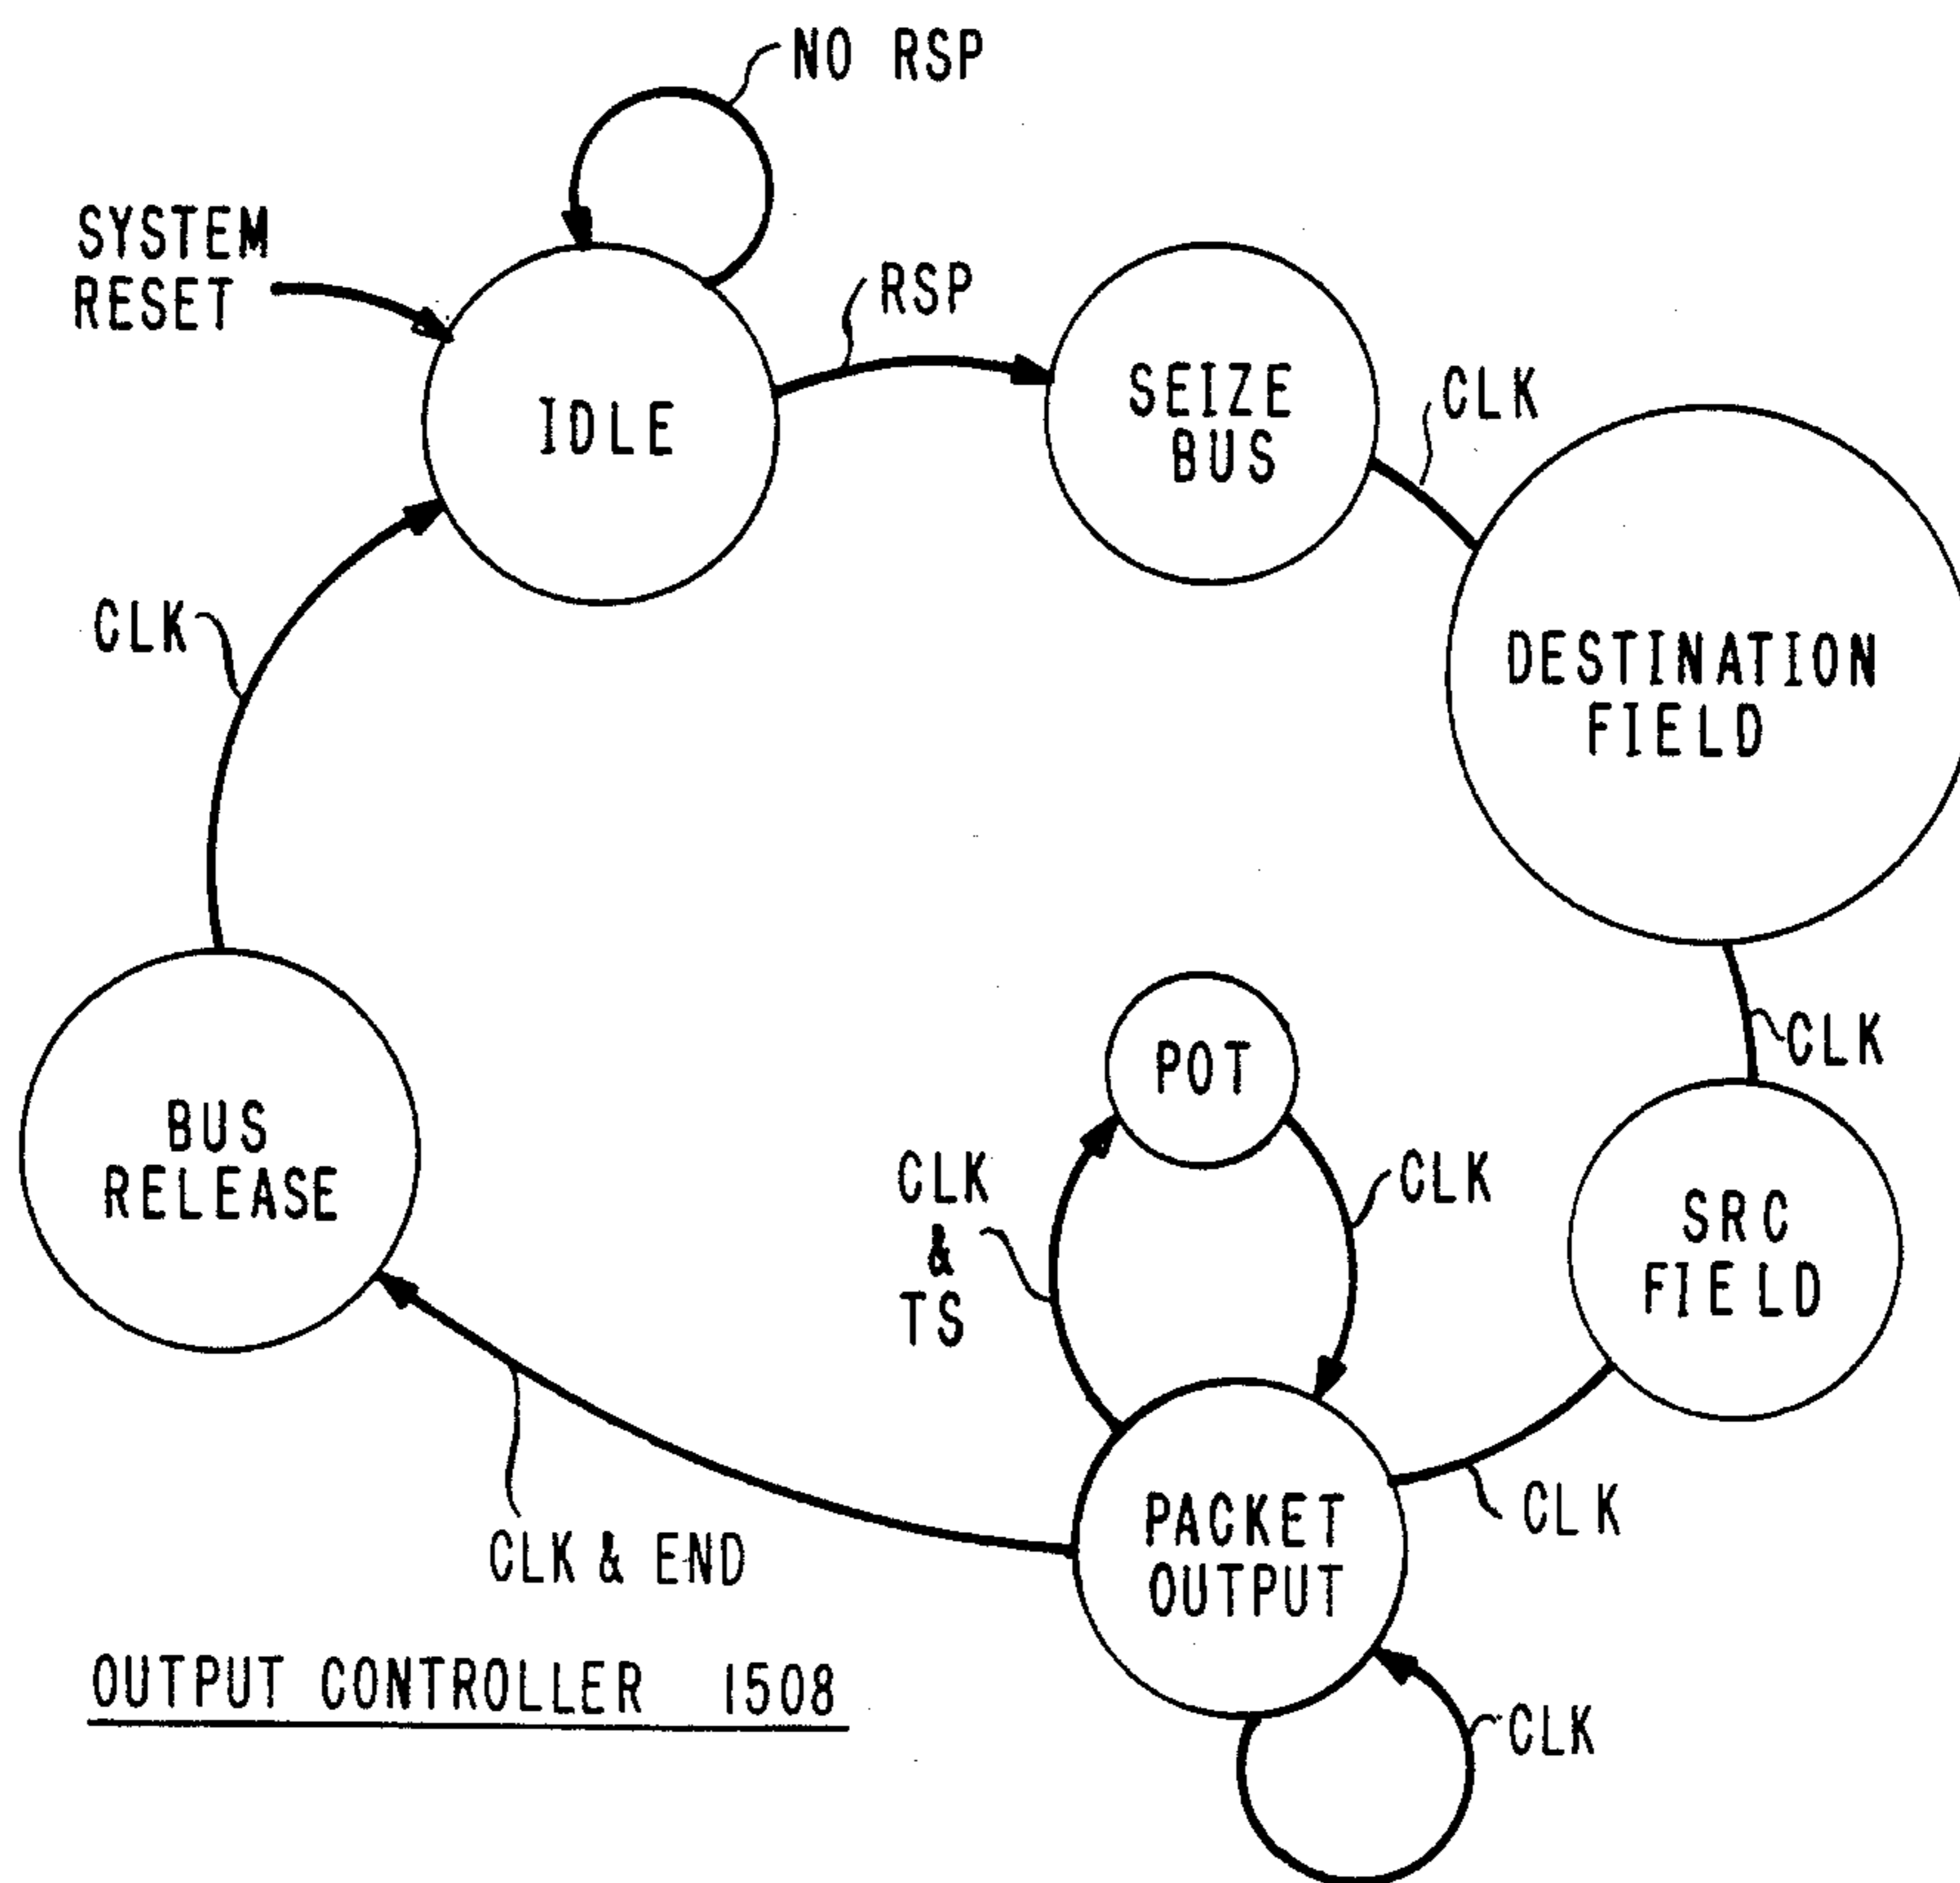 NO RSP
SYSTEM
RESET
RSP
IDLE
SEIZE
BUS
CLK
DESTINATION
FIELD
CLK
CLK
POT
BUS
RELEASE
CLK
&
TS
CLK
SRC
FIELD
PACKET
OUTPUT
CLK
CLK & END
OUTPUT CONTROLLER 1508
CLK